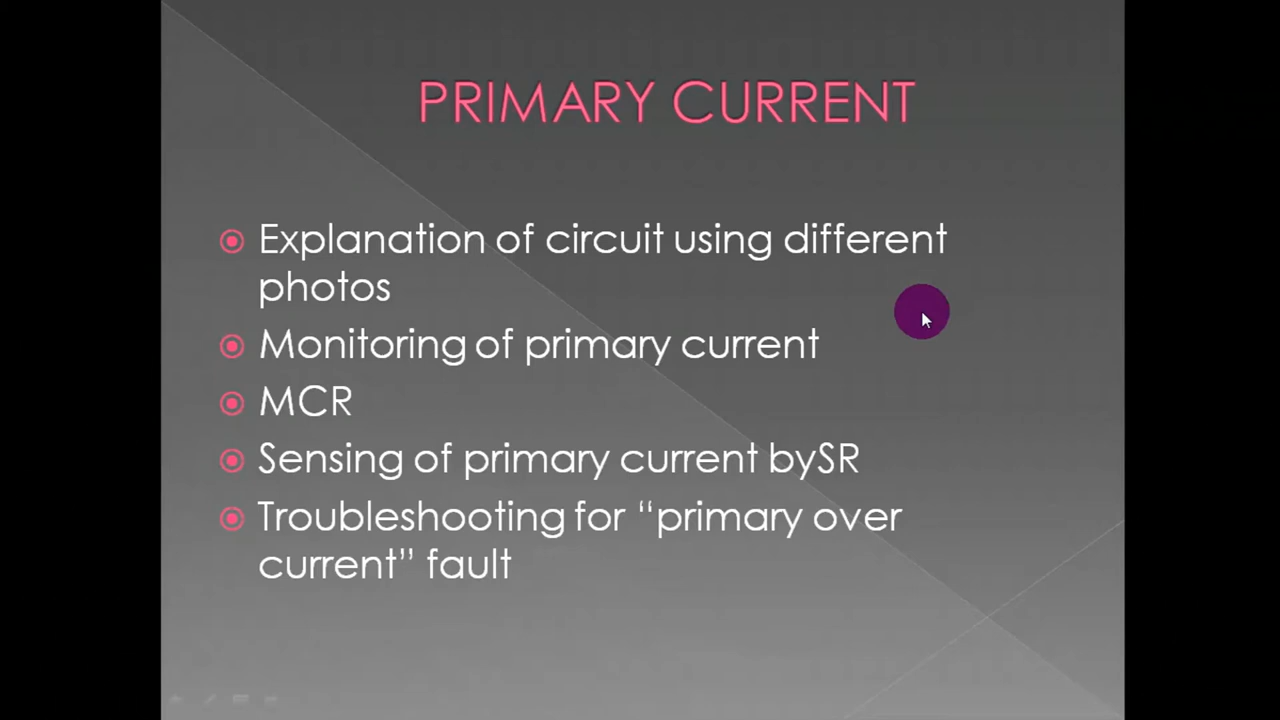 PRIMARY CURRENT
Explanation of circuit using different
photos
Monitoring of primary current
MCR
Sensing of primary current bySR
Troubleshooting for “primary over
current” fault